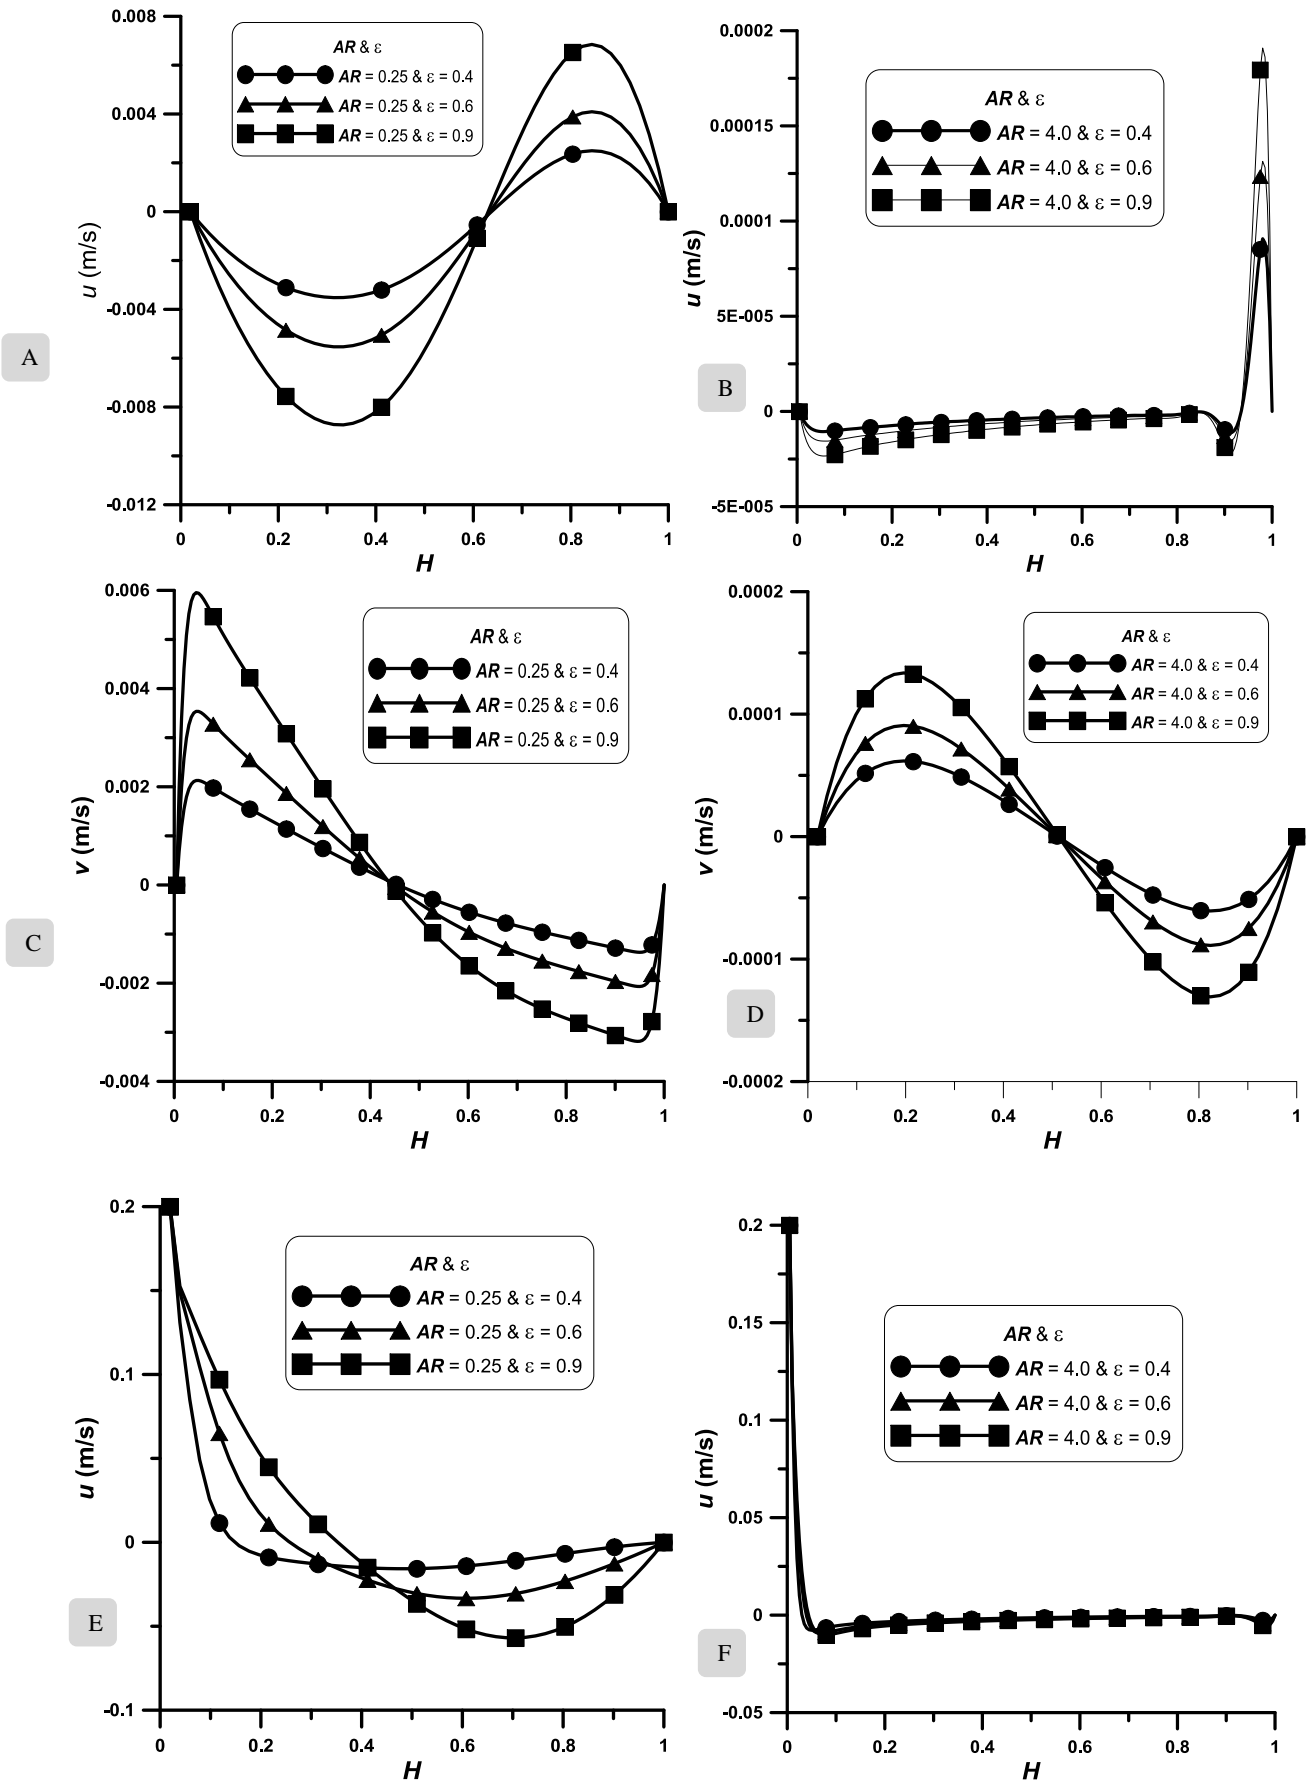 0.008
0.004
0
-0.004
-0.008
-0.012
u (m/s)
AR & ε
AR = 0.25 & ε = 0.4
AR = 0.25 & ε = 0.6
AR = 0.25 & ε = 0.9
0 0.2 0.4 0.6 0.8 1
H
A
0.0002
0.00015
0.0001
5E-005
0
-5E-005
u (m/s)
AR & ε
AR = 4.0 & ε = 0.4
AR = 4.0 & ε = 0.6
AR = 4.0 & ε = 0.9
0 0.2 0.4 0.6 0.8 1
H
B
0.006
0.004
0.002
0
-0.002
-0.004
v (m/s)
AR & ε
AR = 0.25 & ε = 0.4
AR = 0.25 & ε = 0.6
AR = 0.25 & ε = 0.9
0 0.2 0.4 0.6 0.8 1
H
C
0.0002
0.0001
0
-0.0001
-0.0002
v (m/s)
AR & ε
AR = 4.0 & ε = 0.4
AR = 4.0 & ε = 0.6
AR = 4.0 & ε = 0.9
0 0.2 0.4 0.6 0.8 1
H
D
0.2
0.1
0
-0.1
u (m/s)
AR & ε
AR = 0.25 & ε = 0.4
AR = 0.25 & ε = 0.6
AR = 0.25 & ε = 0.9
0 0.2 0.4 0.6 0.8 1
H
E
0.2
0.15
0.1
0.05
0
-0.05
u (m/s)
AR & ε
AR = 4.0 & ε = 0.4
AR = 4.0 & ε = 0.6
AR = 4.0 & ε = 0.9
0 0.2 0.4 0.6 0.8 1
H
F